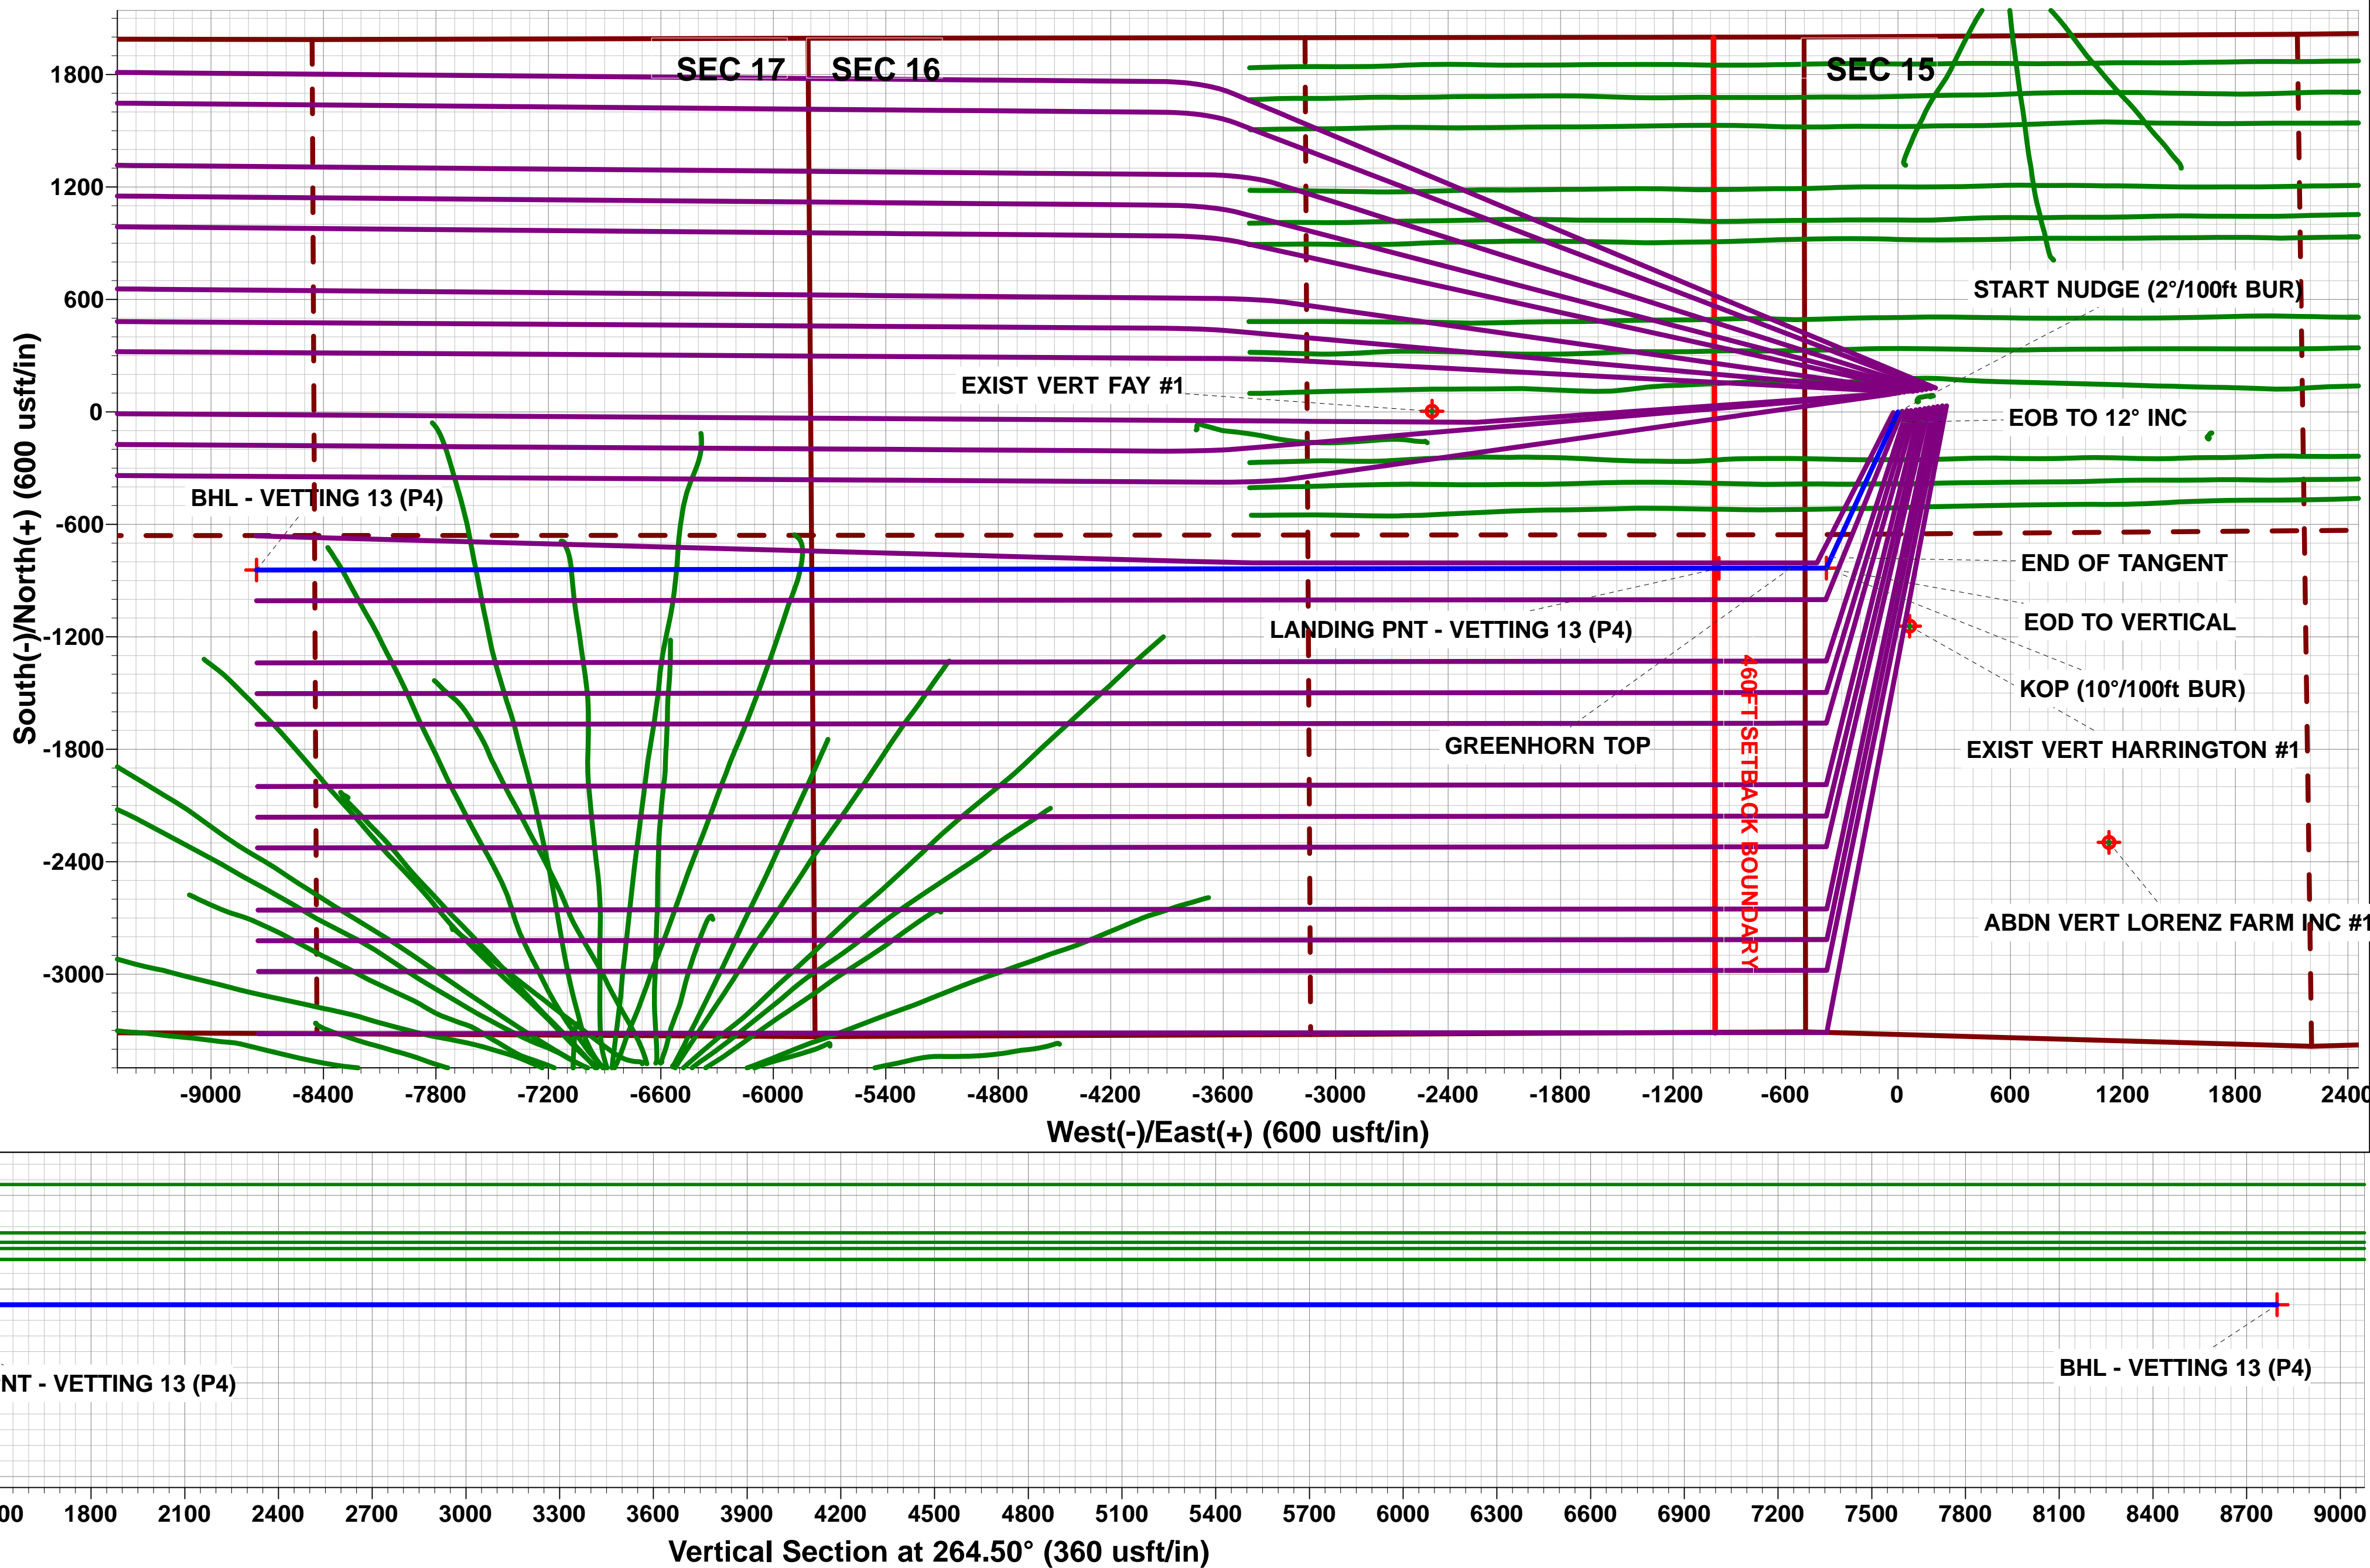 SEC 17
SEC 16
SEC 15
1800
1200
600
0
-600
-1200
-1800
-2400
-3000
South(-)/North(+) (600 usft/in)
START NUDGE (2°/100ft BUR)
EXIST VERT FAY #1
EOB TO 12° INC
BHL - VETTING 13 (P4)
END OF TANGENT
LANDING PNT - VETTING 13 (P4)
EOD TO VERTICAL
KOP (10°/100ft BUR)
GREENHORN TOP
EXIST VERT HARRINGTON #1
460FT SETBACK BOUNDARY
ABDN VERT LORENZ FARM INC #1
-9000 -8400 -7800 -7200 -6600 -6000 -5400 -4800 -4200 -3600 -3000 -2400 -1800 -1200 -600 0 600 1200 1800 2400
West(-)/East(+) (600 usft/in)
NT - VETTING 13 (P4)
BHL - VETTING 13 (P4)
00 1800 2100 2400 2700 3000 3300 3600 3900 4200 4500 4800 5100 5400 5700 6000 6300 6600 6900 7200 7500 7800 8100 8400 8700 9000
Vertical Section at 264.50° (360 usft/in)